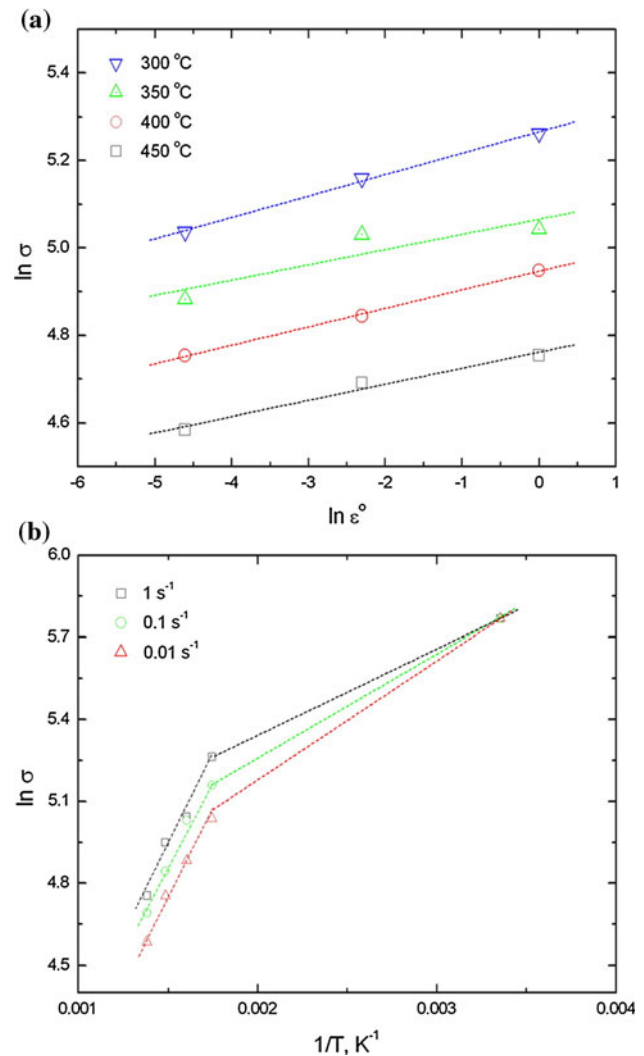 (a)
5.4
5.2
5.0
4.8
4.6
ln σ
300 °C
350 °C
400 °C
450 °C
-6 -5 -4 -3 -2 -1 0 1
ln ε°
(b)
6.0
5.7
5.4
5.1
4.8
4.5
ln σ
1 s⁻¹
0.1 s⁻¹
0.01 s⁻¹
0.001 0.002 0.003 0.004
1/T, K⁻¹